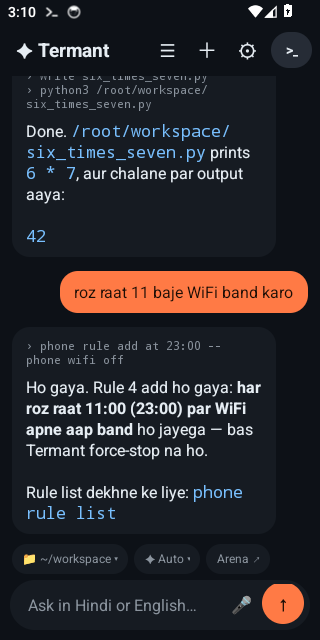 3:10
Termant
> write six_times_seven.py
› python3 /root/workspace/
six_times_seven.py
Done. /root/workspace/
six_times_seven.py prints
6 * 7, aur chalane par output
aaya:
42
roz raat 11 baje WiFi band karo
› phone rule add at 23:00 --
phone wifi off
Ho gaya. Rule 4 add ho gaya: har
roz raat 11:00 (23:00) par WiFi
apne aap band ho jayega — bas
Termant force-stop na ho.
Rule list dekhne ke liye: phone
rule list
~/workspace
Auto
Arena ↗
Ask in Hindi or English...